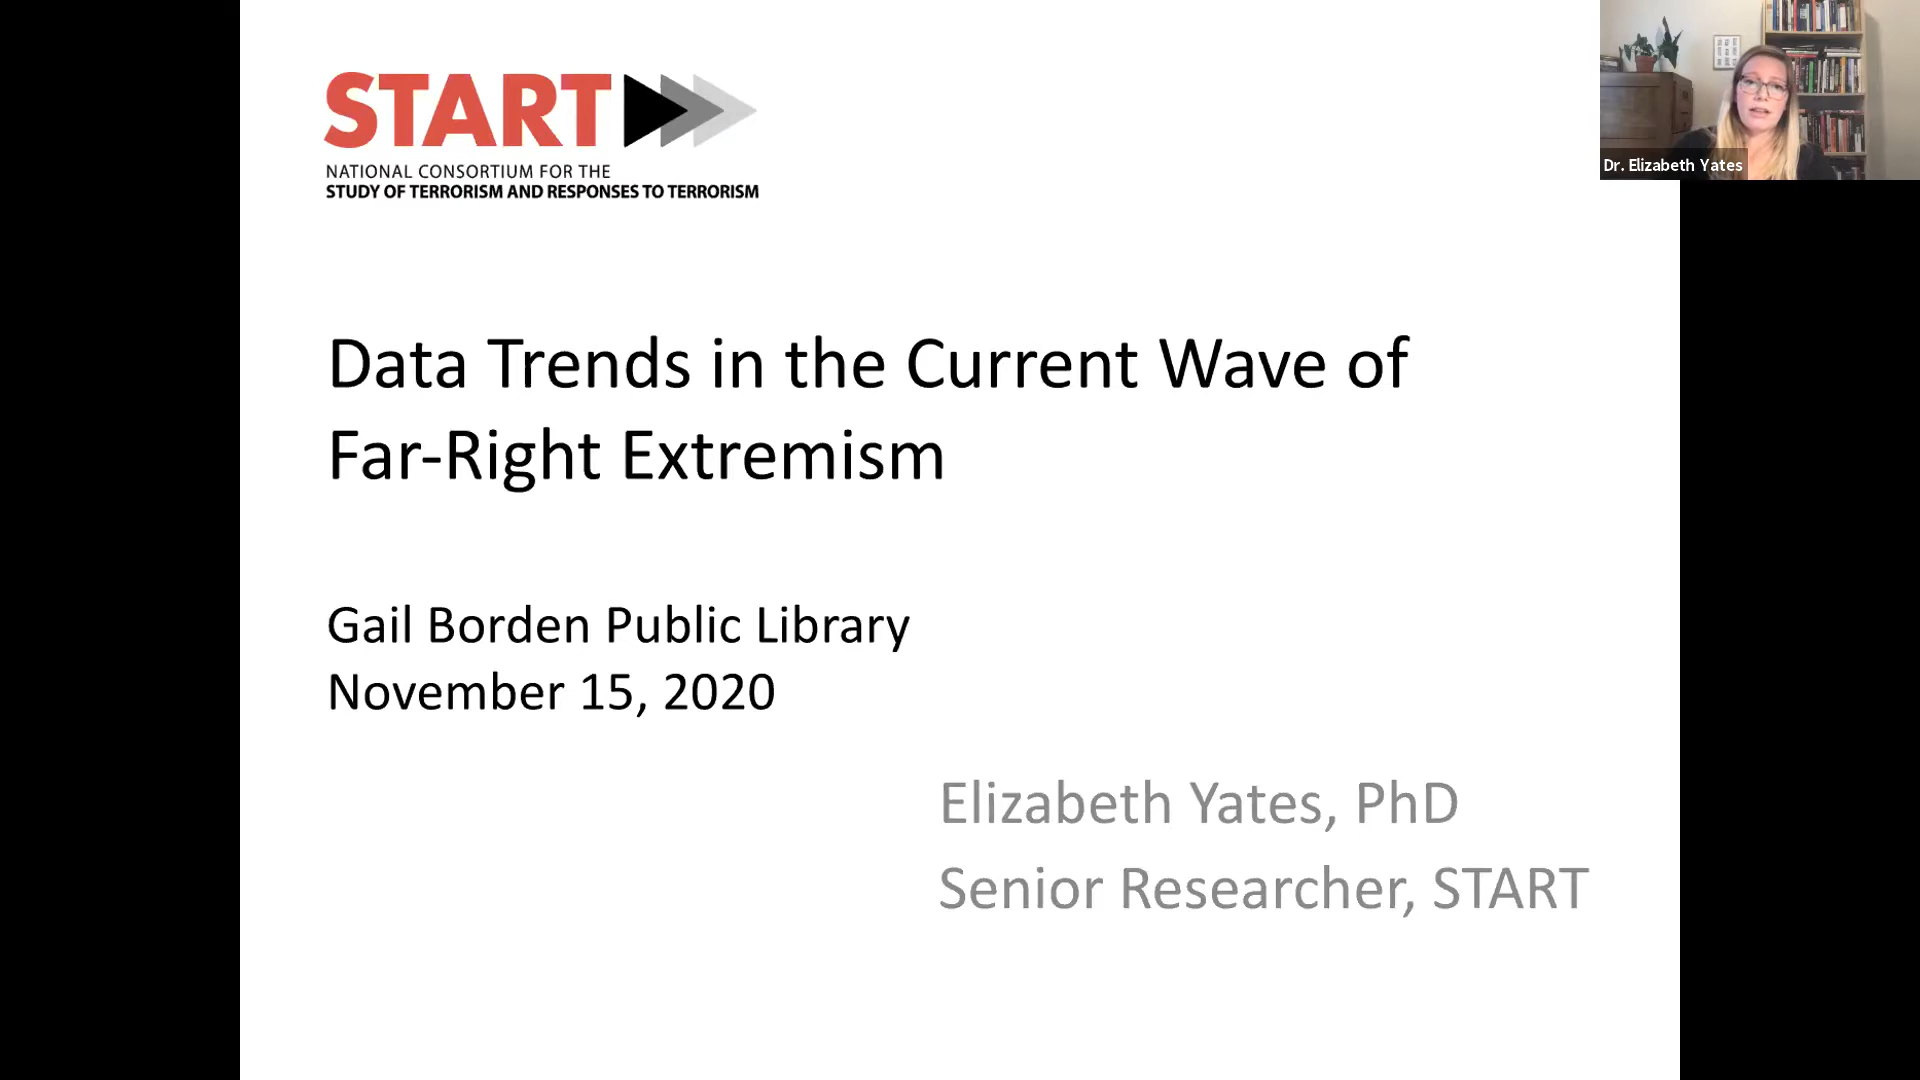 START
NATIONAL CONSORTIUM FOR THE
STUDY OF TERRORISM AND RESPONSES TO TERRORISM
Dr. Elizabeth Yates
Data Trends in the Current Wave of
Far-Right Extremism
Gail Borden Public Library
November 15, 2020
Elizabeth Yates, PhD
Senior Researcher, START